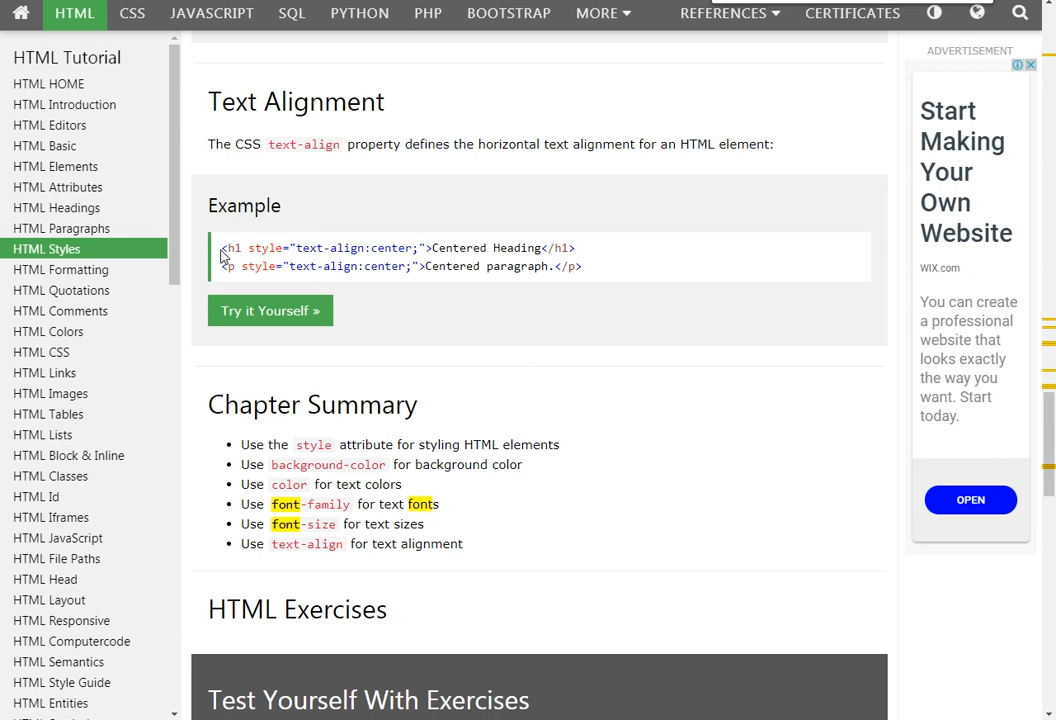 HTML CSS JAVASCRIPT SQL PYTHON PHP BOOTSTRAP MORE REFERENCES CERTIFICATES
HTML Tutorial
HTML HOME
HTML Introduction
HTML Editors
HTML Basic
HTML Elements
HTML Attributes
HTML Headings
HTML Paragraphs
HTML Styles
HTML Formatting
HTML Quotations
HTML Comments
HTML Colors
HTML CSS
HTML Links
HTML Images
HTML Tables
HTML Lists
HTML Block & Inline
HTML Classes
HTML Id
HTML Iframes
HTML JavaScript
HTML File Paths
HTML Head
HTML Layout
HTML Responsive
HTML Computercode
HTML Semantics
HTML Style Guide
HTML Entities
Text Alignment
The CSS text-align property defines the horizontal text alignment for an HTML element:
Example
<h1 style="text-align:center;">Centered Heading</h1>
<p style="text-align:center;">Centered paragraph.</p>
Try it Yourself »
Chapter Summary
• Use the style attribute for styling HTML elements
• Use background-color for background color
• Use color for text colors
• Use font-family for text fonts
• Use font-size for text sizes
• Use text-align for text alignment
HTML Exercises
Test Yourself With Exercises
ADVERTISEMENT
Start
Making
Your
Own
Website
WIX.com
You can create
a professional
website that
looks exactly
the way you
want. Start
today.
OPEN